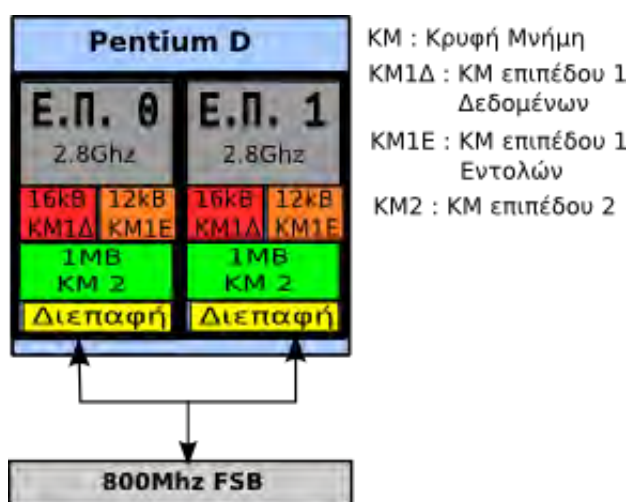 Pentium D
Ε.Π. 0 Ε.Π. 1
2.8Ghz 2.8Ghz
16kB 12kB 16kB 12kB
ΚΜ1Δ ΚΜ1Ε ΚΜ1Δ ΚΜ1Ε
1MB 1MB
ΚΜ 2 ΚΜ 2
Διεπαφή Διεπαφή
800Mhz FSB
ΚΜ : Κρυφή Μνήμη
ΚΜ1Δ : ΚΜ επιπέδου 1
Δεδομένων
ΚΜ1Ε : ΚΜ επιπέδου 1
Εντολών
ΚΜ2 : ΚΜ επιπέδου 2